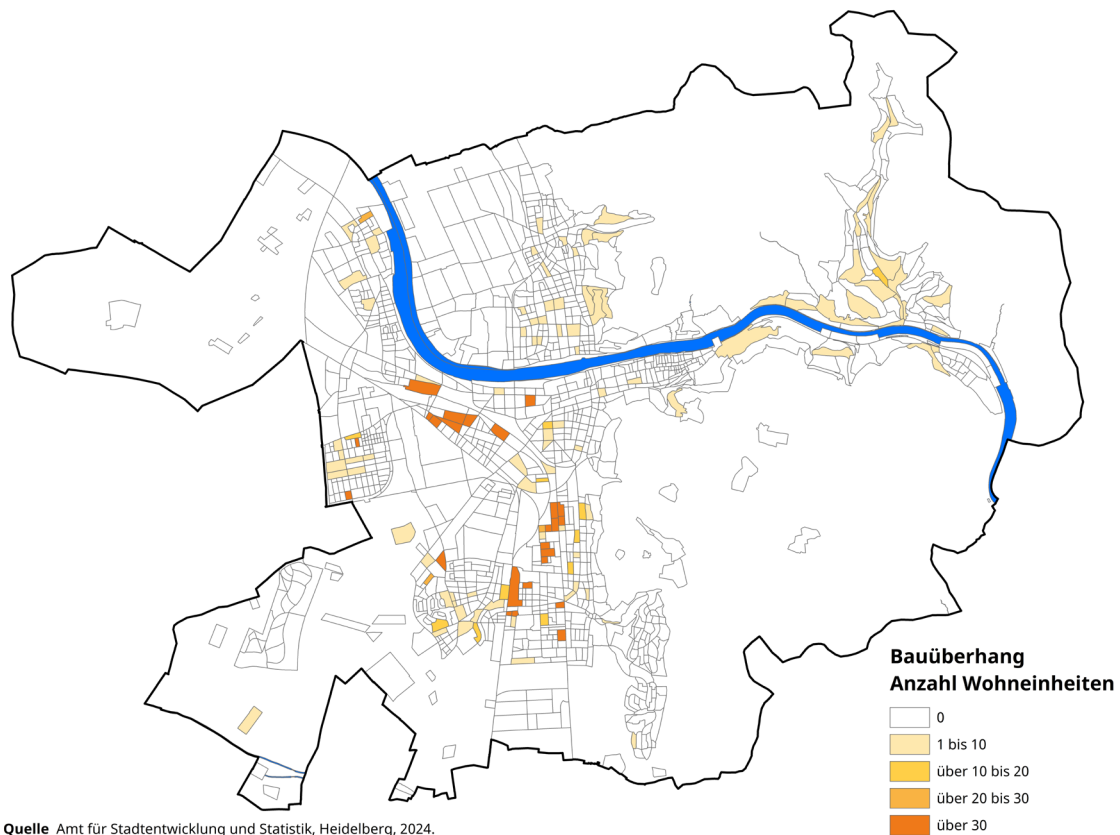 Bauüberhang
Anzahl Wohneinheiten
0
1 bis 10
über 10 bis 20
über 20 bis 30
über 30
Quelle Amt für Stadtentwicklung und Statistik, Heidelberg, 2024.